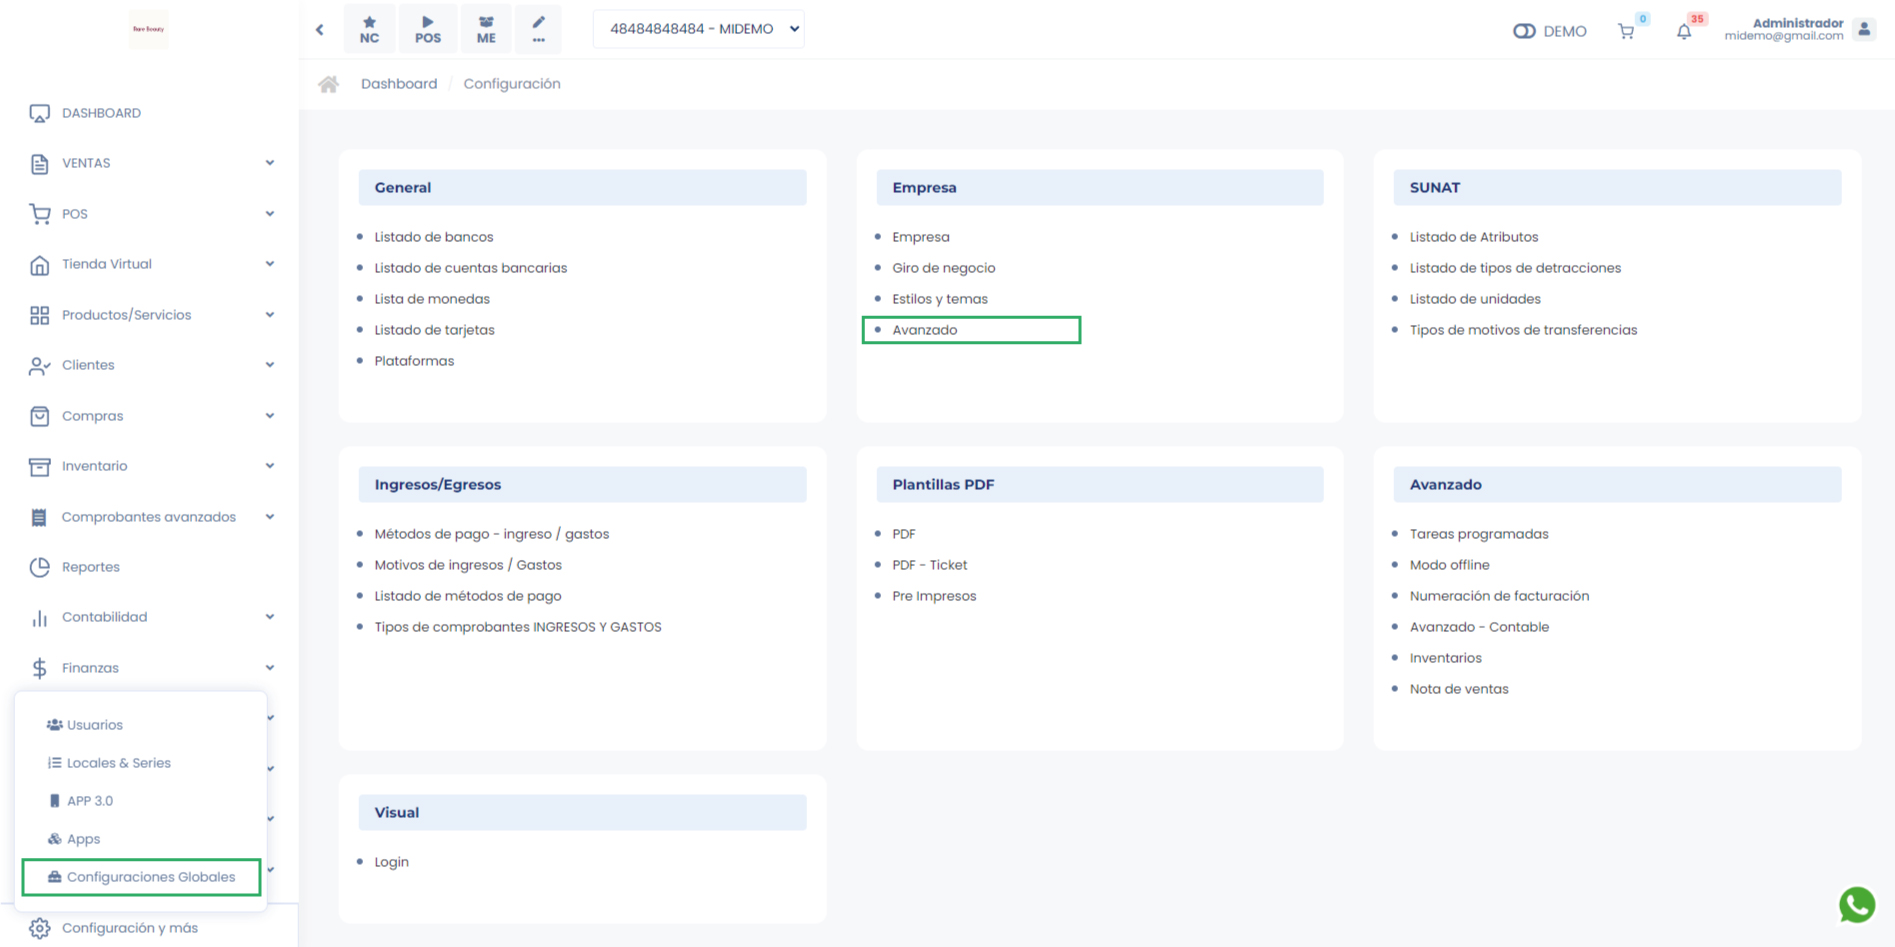 Rare Beauty
NC
POS
ME
...
48484848484 - MIDEMO
DEMO
0
35
Administrador
midemo@gmail.com
Dashboard / Configuración
DASHBOARD
VENTAS
POS
Tienda Virtual
Productos/Servicios
Clientes
Compras
Inventario
Comprobantes avanzados
Reportes
Contabilidad
Finanzas
Usuarios
Locales & Series
APP 3.0
Apps
Configuraciones Globales
Configuración y más
General
Listado de bancos
Listado de cuentas bancarias
Lista de monedas
Listado de tarjetas
Plataformas
Empresa
Empresa
Giro de negocio
Estilos y temas
Avanzado
SUNAT
Listado de Atributos
Listado de tipos de detracciones
Listado de unidades
Tipos de motivos de transferencias
Ingresos/Egresos
Métodos de pago - ingreso / gastos
Motivos de ingresos / Gastos
Listado de métodos de pago
Tipos de comprobantes INGRESOS Y GASTOS
Plantillas PDF
PDF
PDF - Ticket
Pre Impresos
Avanzado
Tareas programadas
Modo offline
Numeración de facturación
Avanzado - Contable
Inventarios
Nota de ventas
Visual
Login